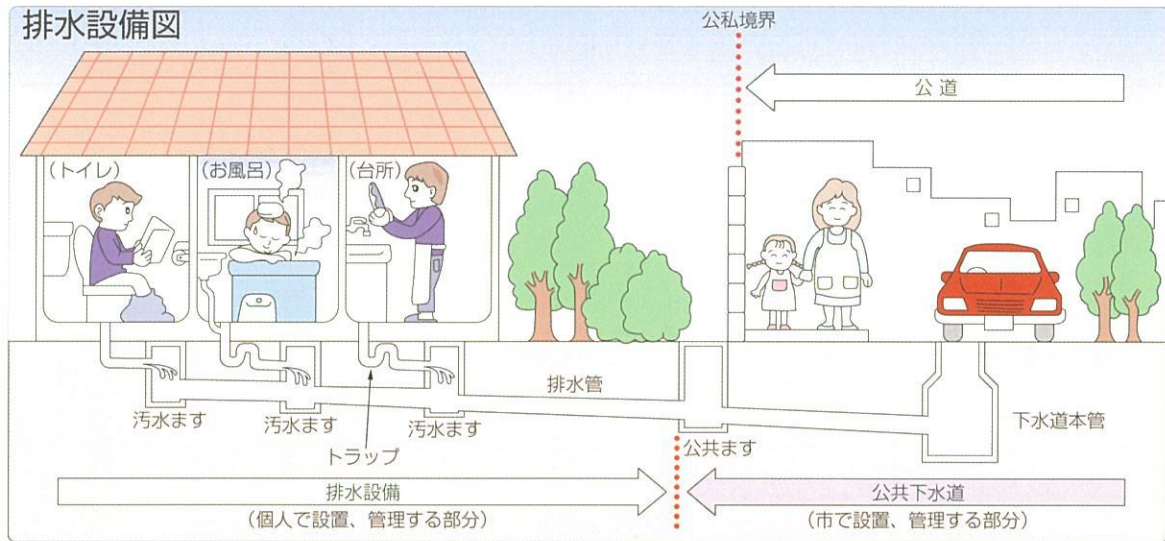 排水設備図
公私境界
公道
(トイレ)
(お風呂)
(台所)
排水管
汚水ます
汚水ます
汚水ます
トラップ
公共ます
下水道本管
排水設備
(個人で設置、管理する部分)
公共下水道
(市で設置、管理する部分)